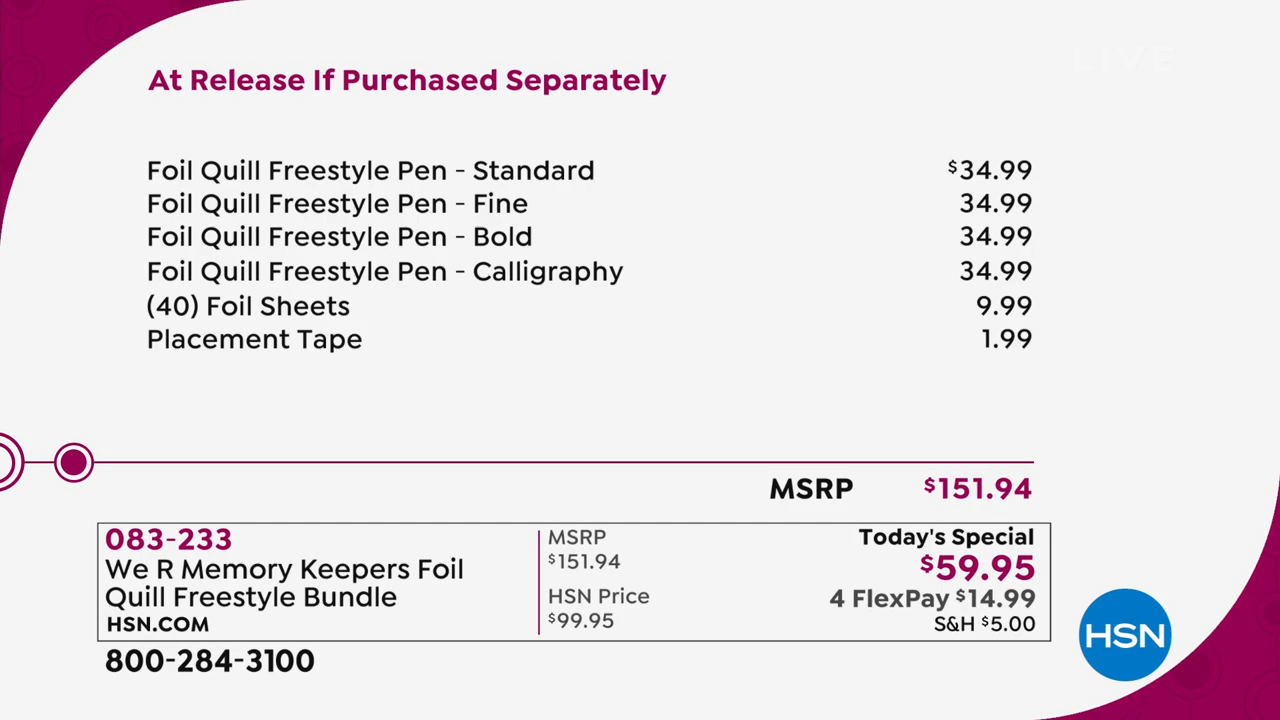 LIVE
At Release If Purchased Separately
Foil Quill Freestyle Pen - Standard $34.99
Foil Quill Freestyle Pen - Fine 34.99
Foil Quill Freestyle Pen - Bold 34.99
Foil Quill Freestyle Pen - Calligraphy 34.99
(40) Foil Sheets 9.99
Placement Tape 1.99
MSRP $151.94
083-233
We R Memory Keepers Foil
Quill Freestyle Bundle
HSN.COM
MSRP
$151.94
HSN Price
$99.95
Today's Special
$59.95
4 FlexPay $14.99
S&H $5.00
800-284-3100
HSN